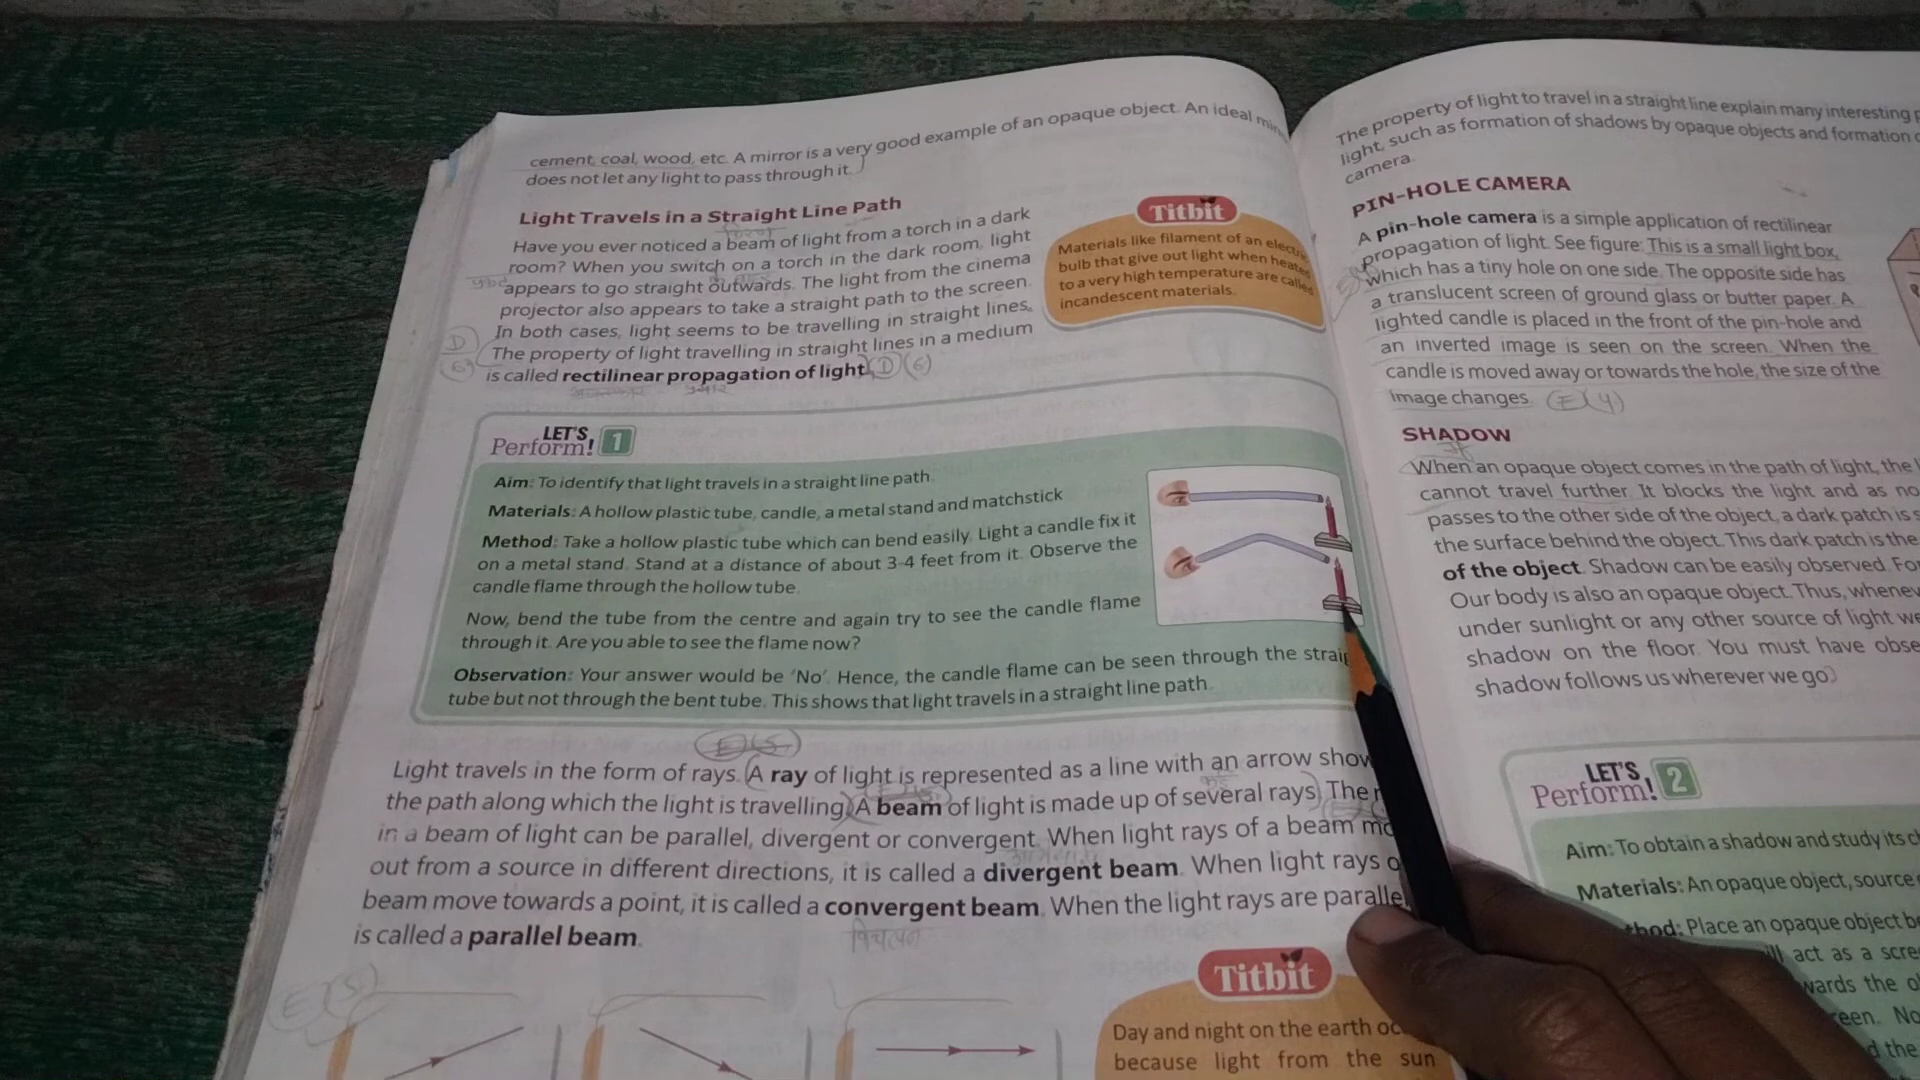 cement, coal, wood, etc. A mirror is a very good example of an opaque object. An ideal
does not let any light to pass through it.
Light Travels in a Straight Line Path
Have you ever noticed a beam of light from a torch in a dark
room? When you switch on a torch in the dark room, light
appears to go straight outwards. The light from the cinema
projector also appears to take a straight path to the screen.
In both cases, light seems to be travelling in straight lines.
The property of light travelling in straight lines in a medium
is called rectilinear propagation of light. D (6)
D
6
Titbit
Materials like filament of an
bulb that give out light when heated
to a very high temperature are called
incandescent materials.
LET'S
Perform! 1
Aim: To identify that light travels in a straight line path.
Materials: A hollow plastic tube, candle, a metal stand and matchstick
Method: Take a hollow plastic tube which can bend easily. Light a candle fix it
on a metal stand. Stand at a distance of about 3-4 feet from it. Observe the
candle flame through the hollow tube.
Now, bend the tube from the centre and again try to see the candle flame
through it. Are you able to see the flame now?
Observation: Your answer would be 'No'. Hence, the candle flame can be seen through the
tube but not through the bent tube. This shows that light travels in a straight line path.
E(5)
Light travels in the form of rays. A ray of light is represented as a line with an arrow
the path along which the light is travelling. A beam of light is made up of several rays. The
in a beam of light can be parallel, divergent or convergent. When light rays of a beam
out from a source in different directions, it is called a divergent beam. When light rays
beam move towards a point, it is called a convergent beam. When the light rays are
is called a parallel beam.
E(5)
Titbit
Day and night on the earth
because light from the sun
The property of light to travel in a straight line explain many interesting
light, such as formation of shadows by opaque objects and formation
camera.
PIN-HOLE CAMERA
A pin-hole camera is a simple application of rectilinear
propagation of light. See figure. This is a small light box,
which has a tiny hole on one side. The opposite side has
a translucent screen of ground glass or butter paper. A
lighted candle is placed in the front of the pin-hole and
an inverted image is seen on the screen. When the
candle is moved away or towards the hole, the size of the
image changes. E(4)
SHADOW
When an opaque object comes in the path of light, the
cannot travel further. It blocks the light and as no
passes to the other side of the object, a dark patch is
the surface behind the object. This dark patch is the
of the object. Shadow can be easily observed.
Our body is also an opaque object. Thus,
under sunlight or any other source of light
shadow on the floor. You must have
shadow follows us wherever we go.
LET'S
Perform! 2
Aim: To obtain a shadow and study its
Materials: An opaque object, source
Place an opaque object
act as a
the